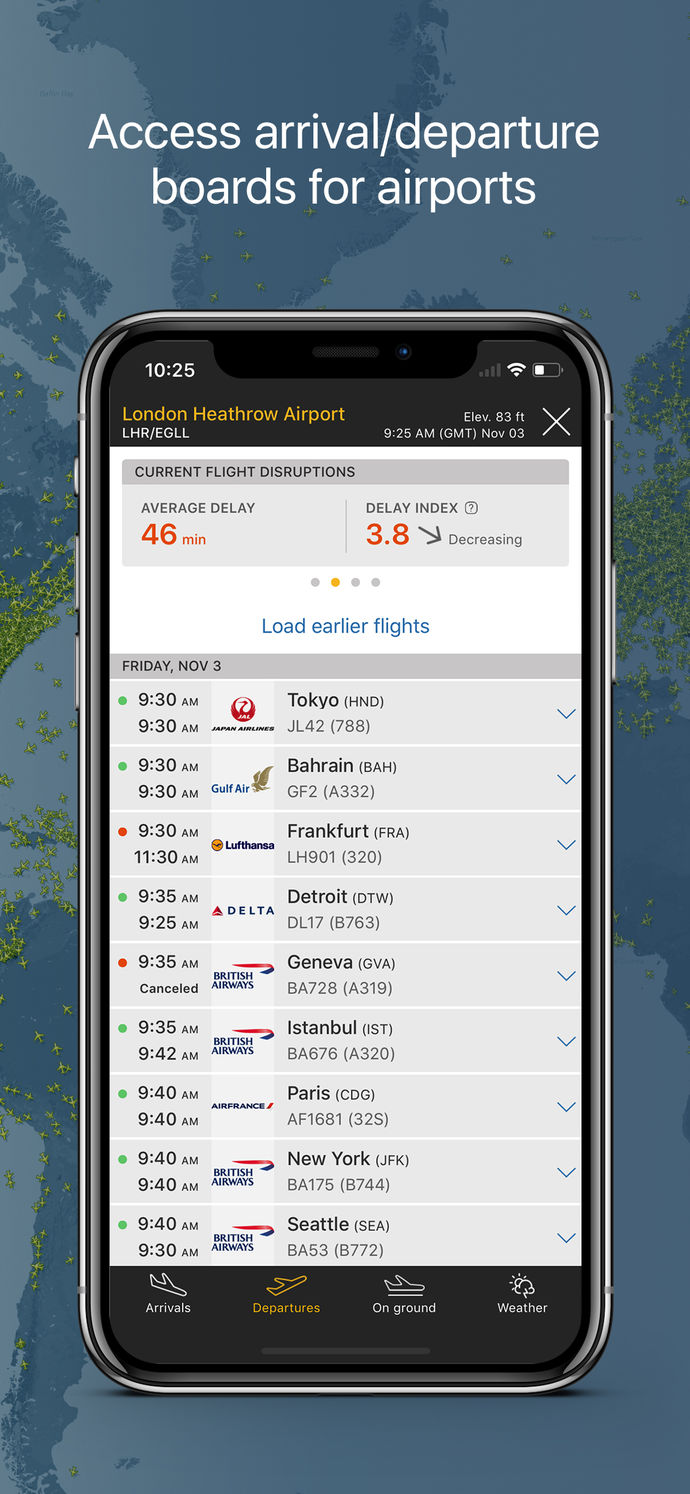 Baffin Bay
Access arrival/departure
boards for airports
10:25
London Heathrow Airport
LHR/EGLL
Elev. 83 ft
9:25 AM (GMT) Nov 03
CURRENT FLIGHT DISRUPTIONS
AVERAGE DELAY
46 min
DELAY INDEX ?
3.8 Decreasing
Load earlier flights
FRIDAY, NOV 3
9:30 AM
9:30 AM
JAL
JAPAN AIRLINES
Tokyo (HND)
JL42 (788)
9:30 AM
9:30 AM
Gulf Air
Bahrain (BAH)
GF2 (A332)
9:30 AM
11:30 AM
Lufthansa
Frankfurt (FRA)
LH901 (320)
9:35 AM
9:25 AM
DELTA
Detroit (DTW)
DL17 (B763)
9:35 AM
Canceled
BRITISH
AIRWAYS
Geneva (GVA)
BA728 (A319)
9:35 AM
9:42 AM
BRITISH
AIRWAYS
Istanbul (IST)
BA676 (A320)
9:40 AM
9:40 AM
AIRFRANCE
Paris (CDG)
AF1681 (32S)
9:40 AM
9:40 AM
BRITISH
AIRWAYS
New York (JFK)
BA175 (B744)
9:40 AM
9:30 AM
BRITISH
AIRWAYS
Seattle (SEA)
BA53 (B772)
Arrivals
Departures
On ground
Weather